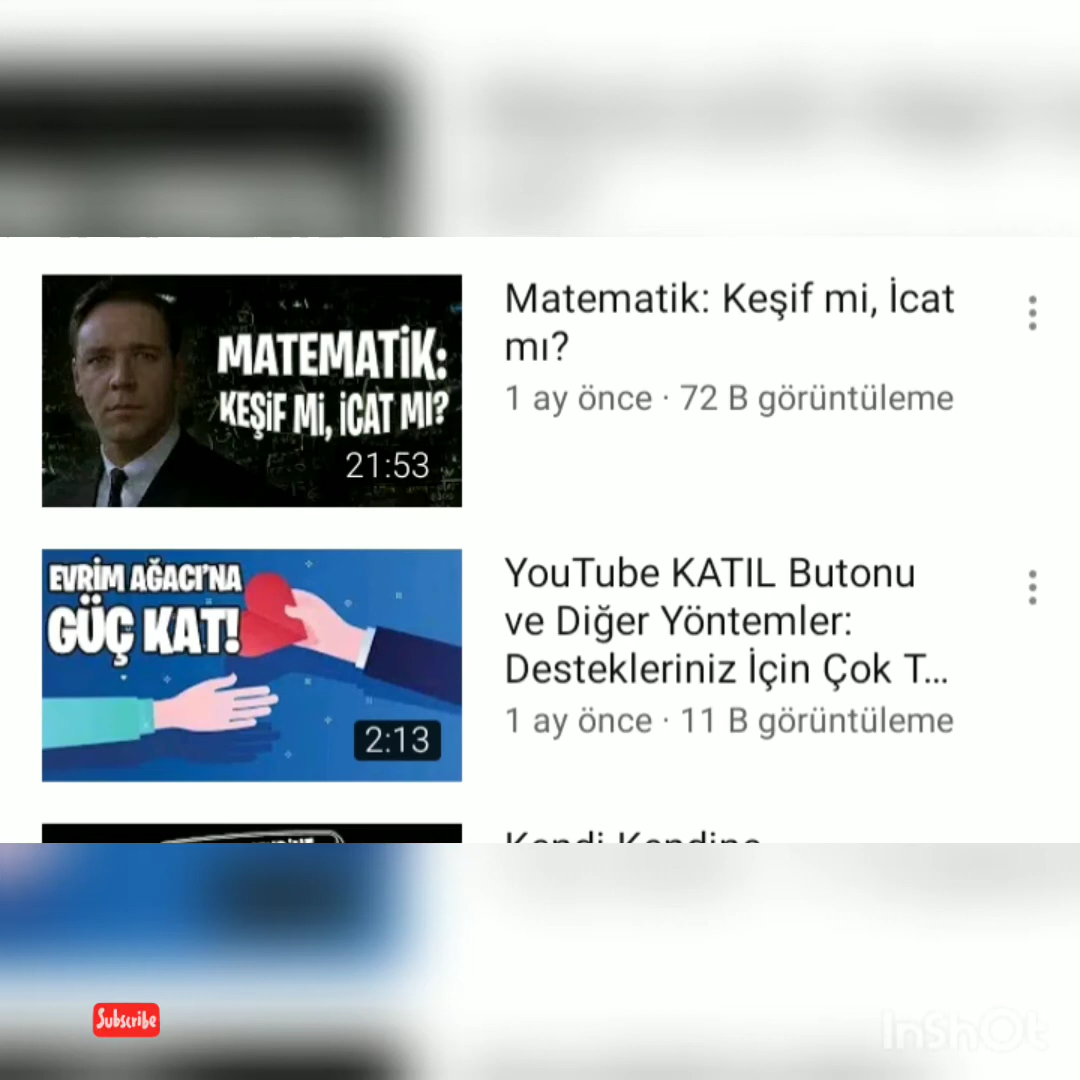 MATEMATİK:
KEŞİF Mİ, İCAT MI?
21:53
Matematik: Keşif mi, İcat
mı?
1 ay önce · 72 B görüntüleme
EVRİM AĞACI'NA
GÜÇ KAT!
2:13
YouTube KATIL Butonu
ve Diğer Yöntemler:
Destekleriniz İçin Çok T...
1 ay önce · 11 B görüntüleme
Kendi Kendine
Subscribe
InShOt